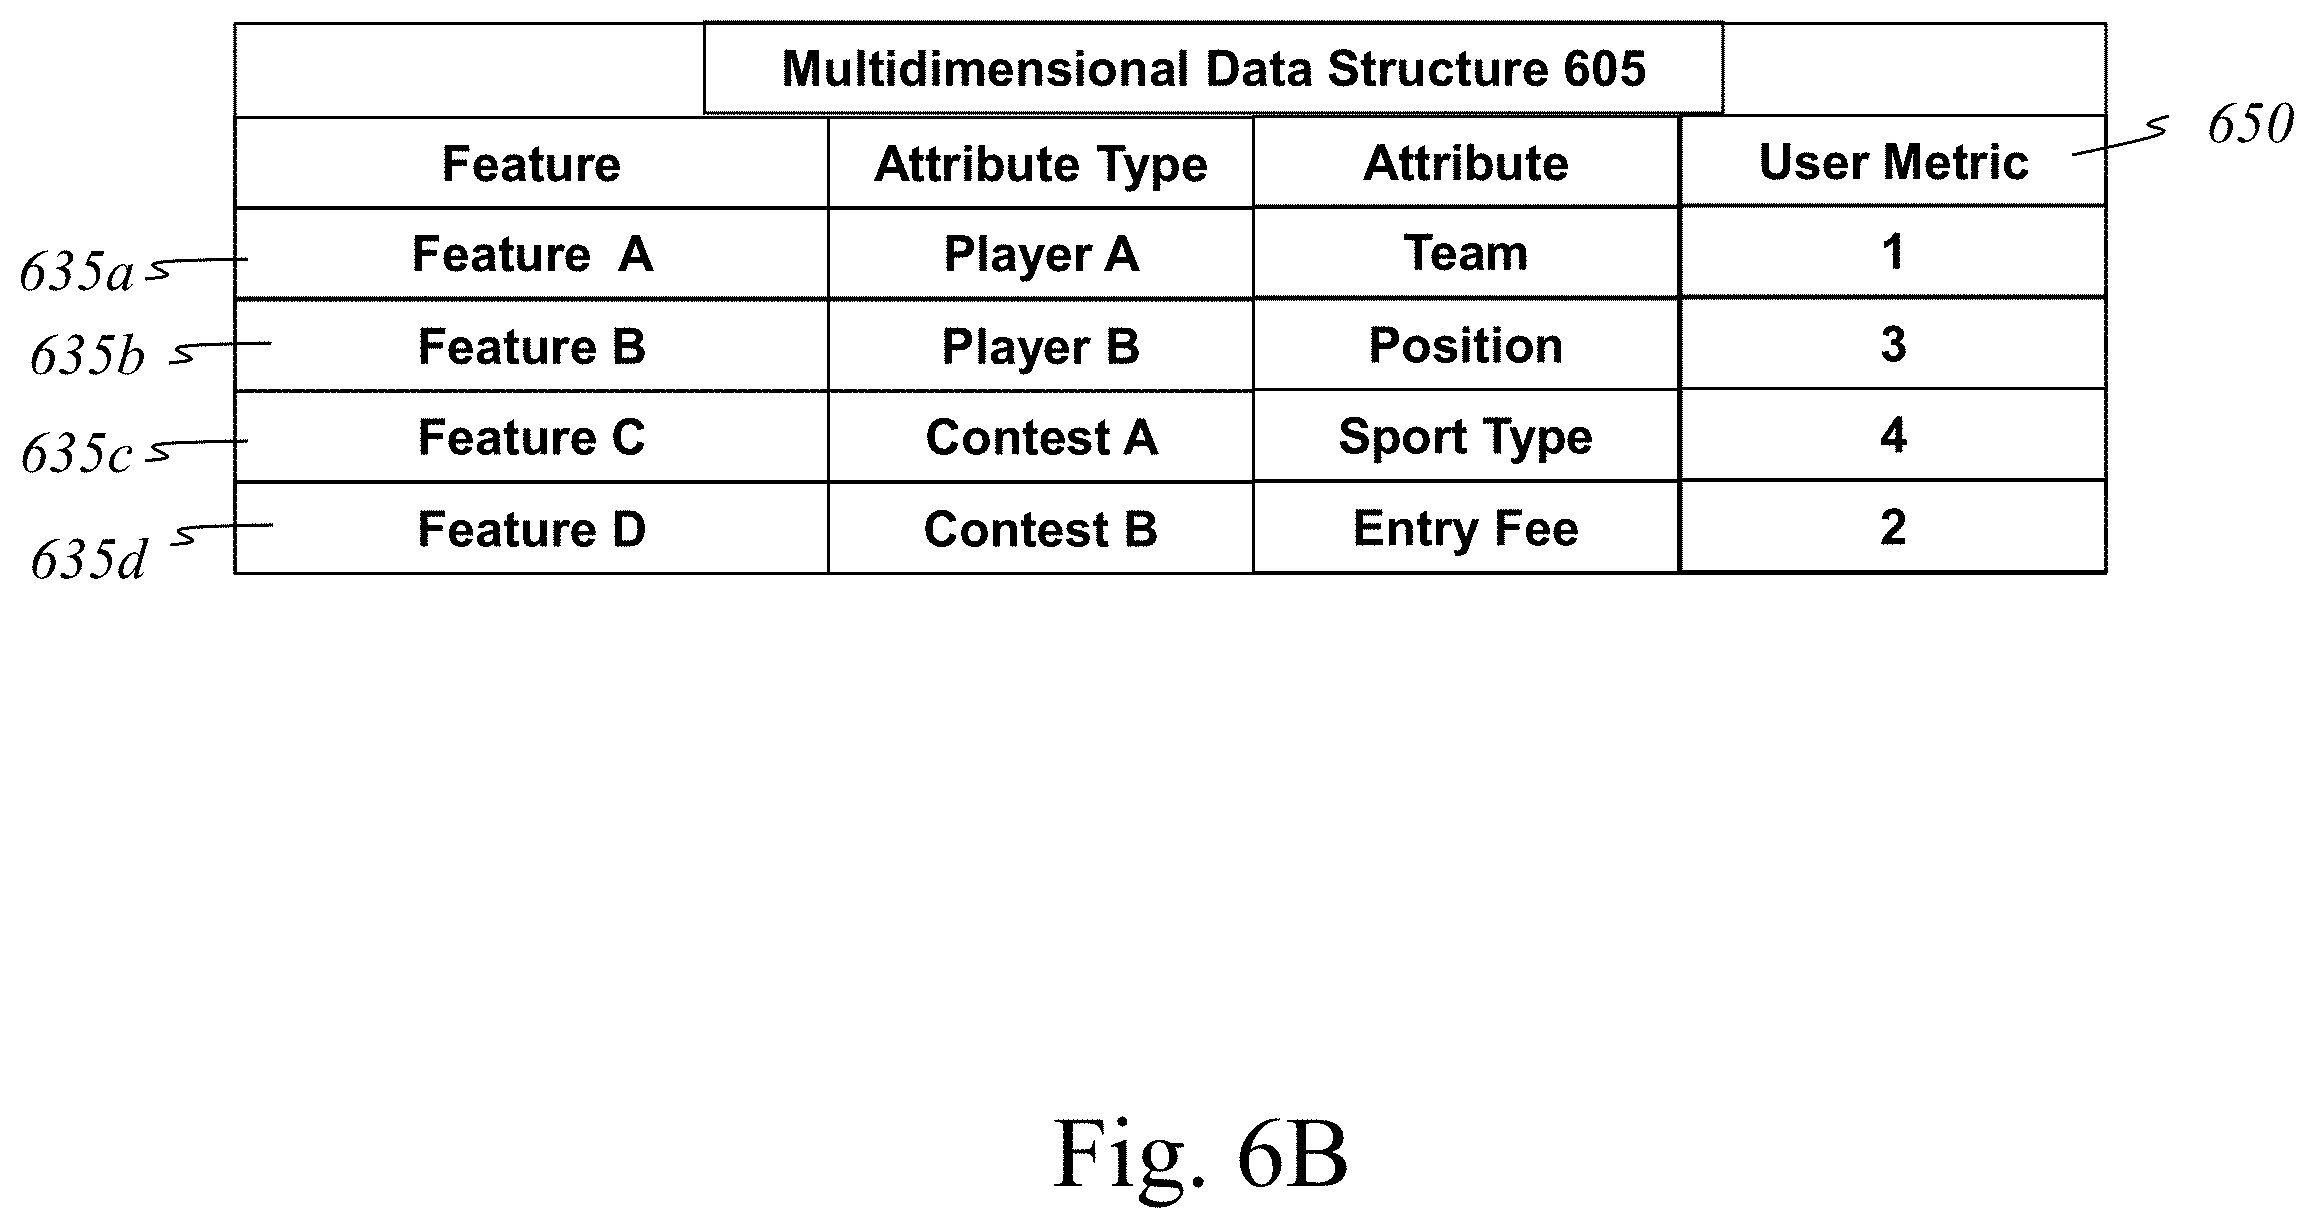 Multidimensional Data Structure 605
650
Feature Attribute Type Attribute User Metric
635a Feature A Player A Team 1
635b Feature B Player B Position 3
635c Feature C Contest A Sport Type 4
635d Feature D Contest B Entry Fee 2
Fig. 6B